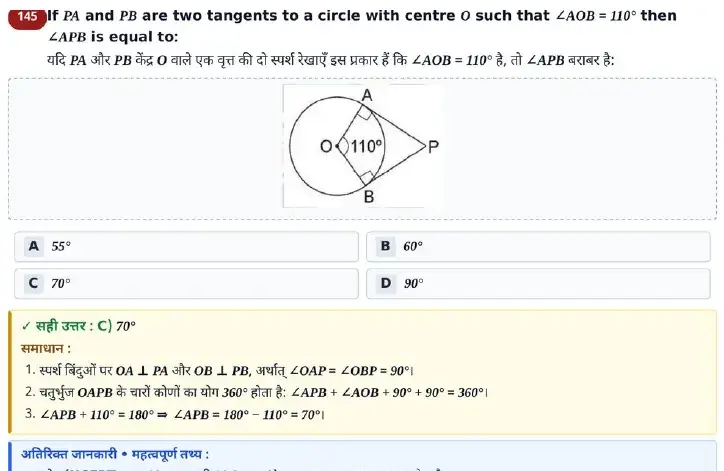 145 If PA and PB are two tangents to a circle with centre O such that ∠AOB = 110° then
∠APB is equal to:
यदि PA और PB केंद्र O वाले एक वृत्त की दो स्पर्श रेखाएँ इस प्रकार हैं कि ∠AOB = 110° है, तो ∠APB बराबर है:
A
O 110° P
B
A 55°
B 60°
C 70°
D 90°
✓ सही उत्तर : C) 70°
समाधान :
1. स्पर्श बिंदुओं पर OA ⊥ PA और OB ⊥ PB, अर्थात् ∠OAP = ∠OBP = 90°।
2. चतुर्भुज OAPB के चारों कोणों का योग 360° होता है: ∠APB + ∠AOB + 90° + 90° = 360°।
3. ∠APB + 110° = 180° ⇒ ∠APB = 180° − 110° = 70°।
अतिरिक्त जानकारी • महत्वपूर्ण तथ्य :